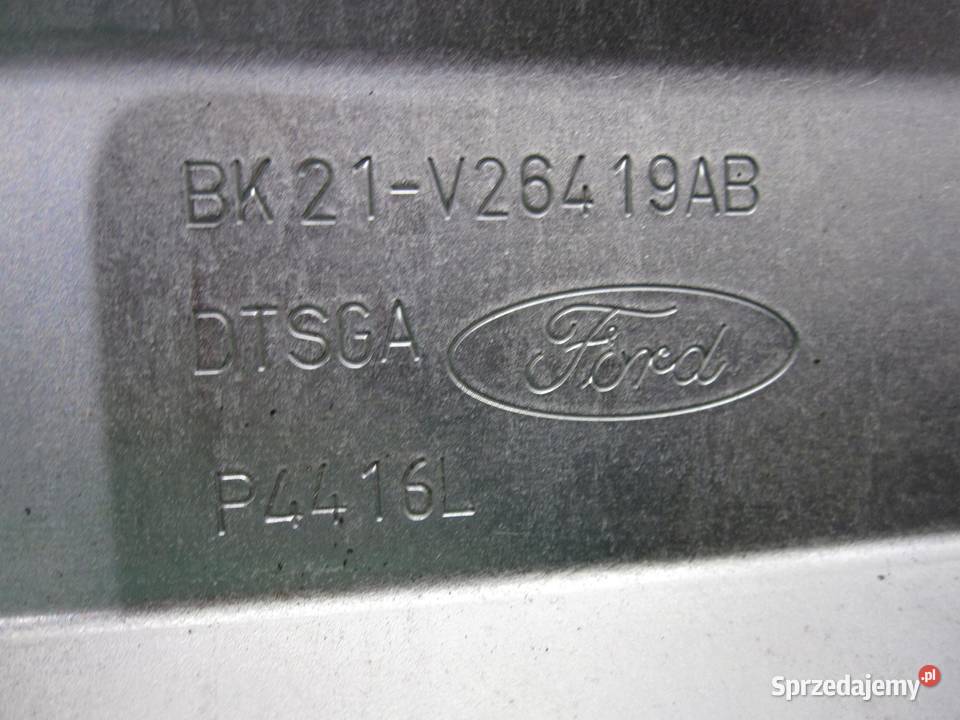 BK21-V26419AB
DTSGA Ford
P4416L
Sprzedajemy.pl